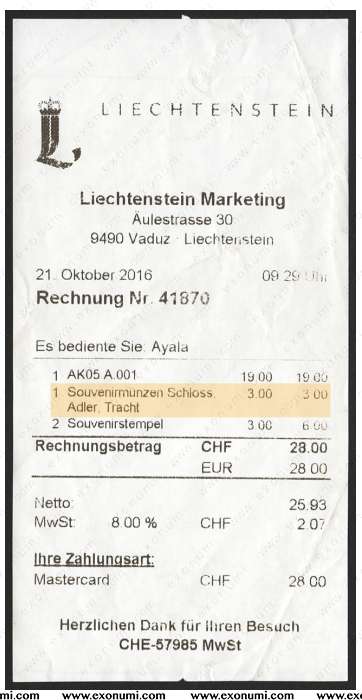 L LIECHTENSTEIN
Liechtenstein Marketing
Äulestrasse 30
9490 Vaduz · Liechtenstein
21. Oktober 2016 09:29 Uhr
Rechnung Nr. 41870
Es bediente Sie: Ayala
1 AK05 A.001 19.00 19.00
1 Souvenirmünzen Schloss, 3.00 3.00
Adler, Tracht
2 Souvenirstempel 3.00 6.00
Rechnungsbetrag CHF 28.00
EUR 28.00
Netto: 25.93
MwSt: 8.00 % CHF 2.07
Ihre Zahlungsart:
Mastercard CHF 28.00
Herzlichen Dank für Ihren Besuch
CHE-57985 MwSt
mi.com www.exonumi.com www.exonumi.com www.exo